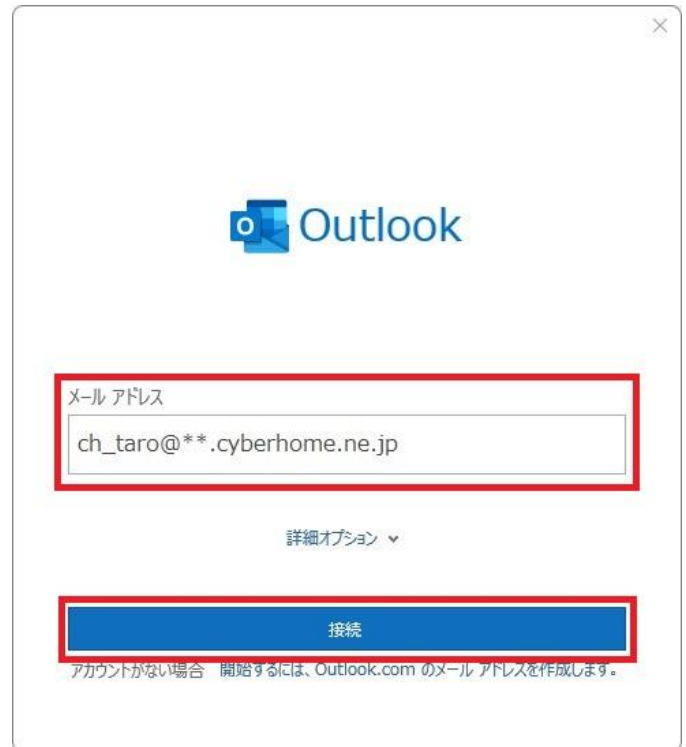 Outlook
メール アドレス
ch_taro@**.cyberhome.ne.jp
詳細オプション
接続
アカウントがない場合 開始するには、Outlook.com のメール アドレスを作成します。